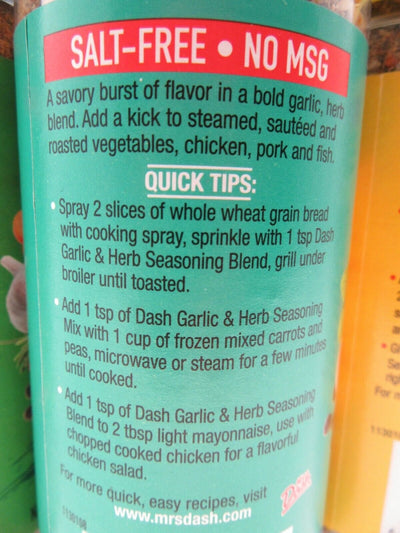 SALT-FREE • NO MSG
A savory burst of flavor in a bold garlic, herb
blend. Add a kick to steamed, sautéed and
roasted vegetables, chicken, pork and fish.
QUICK TIPS:
• Spray 2 slices of whole wheat grain bread
with cooking spray, sprinkle with 1 tsp Dash
Garlic & Herb Seasoning Blend, grill under
broiler until toasted.
• Add 1 tsp of Dash Garlic & Herb Seasoning
Mix with 1 cup of frozen mixed carrots and
peas, microwave or steam for a few minutes
until cooked.
• Add 1 tsp of Dash Garlic & Herb Seasoning
Blend to 2 tbsp light mayonnaise, use with
chopped cooked chicken for a flavorful
chicken salad.
For more quick, easy recipes, visit
www.mrsdash.com
Dash
1130108